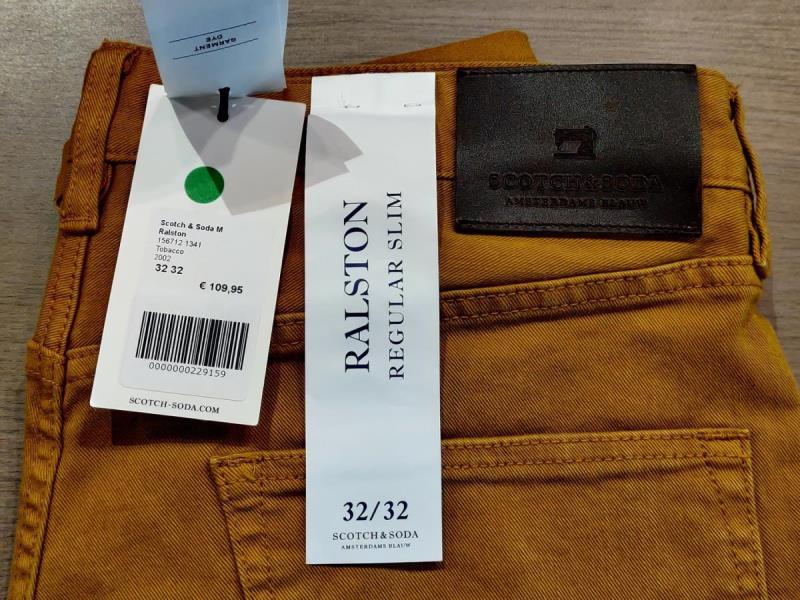 GARMENT
DYE
Scotch & Soda M
Ralston
156712 1341
Tobacco
2002
32 32
€ 109,95
0000000229159
SCOTCH-SODA.COM
RALSTON
REGULAR SLIM
32/32
SCOTCH & SODA
AMSTERDAMS BLAUW
SCOTCH & SODA
AMSTERDAMS BLAUW